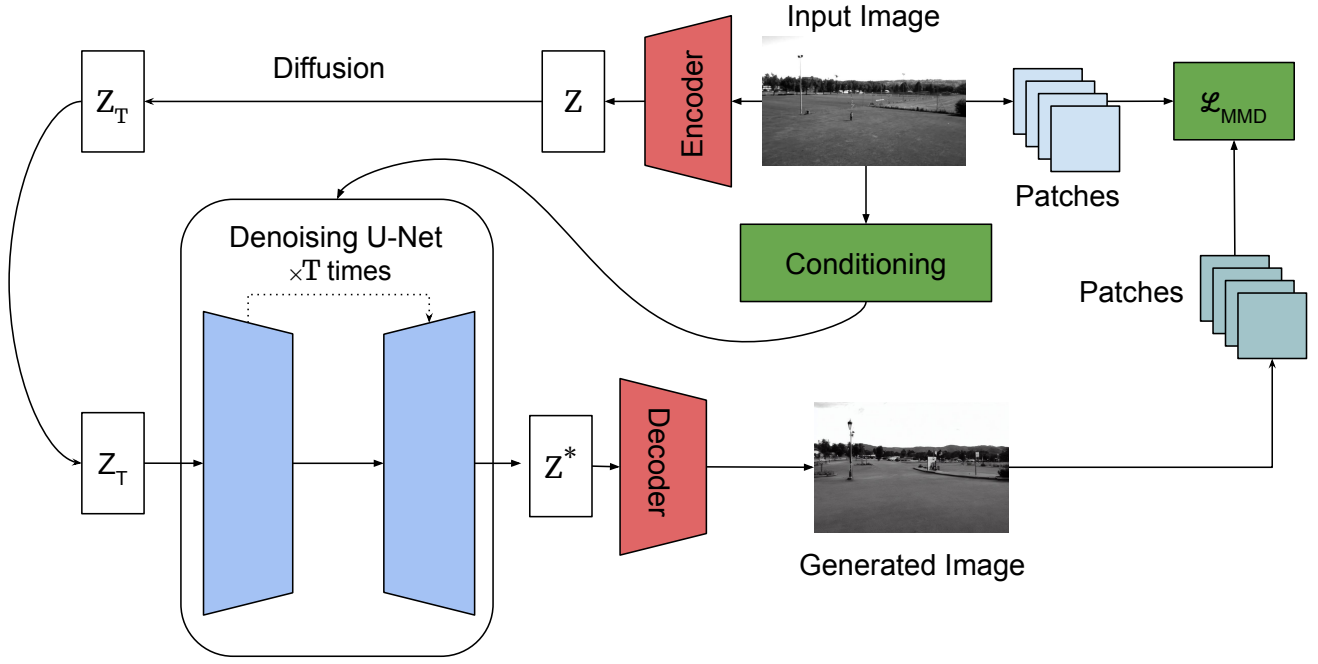 Input Image
Diffusion
Z_T
Z
Encoder
ℒ_MMD
Patches
Denoising U-Net
×T times
Conditioning
Patches
Z_T
Z*
Decoder
Generated Image